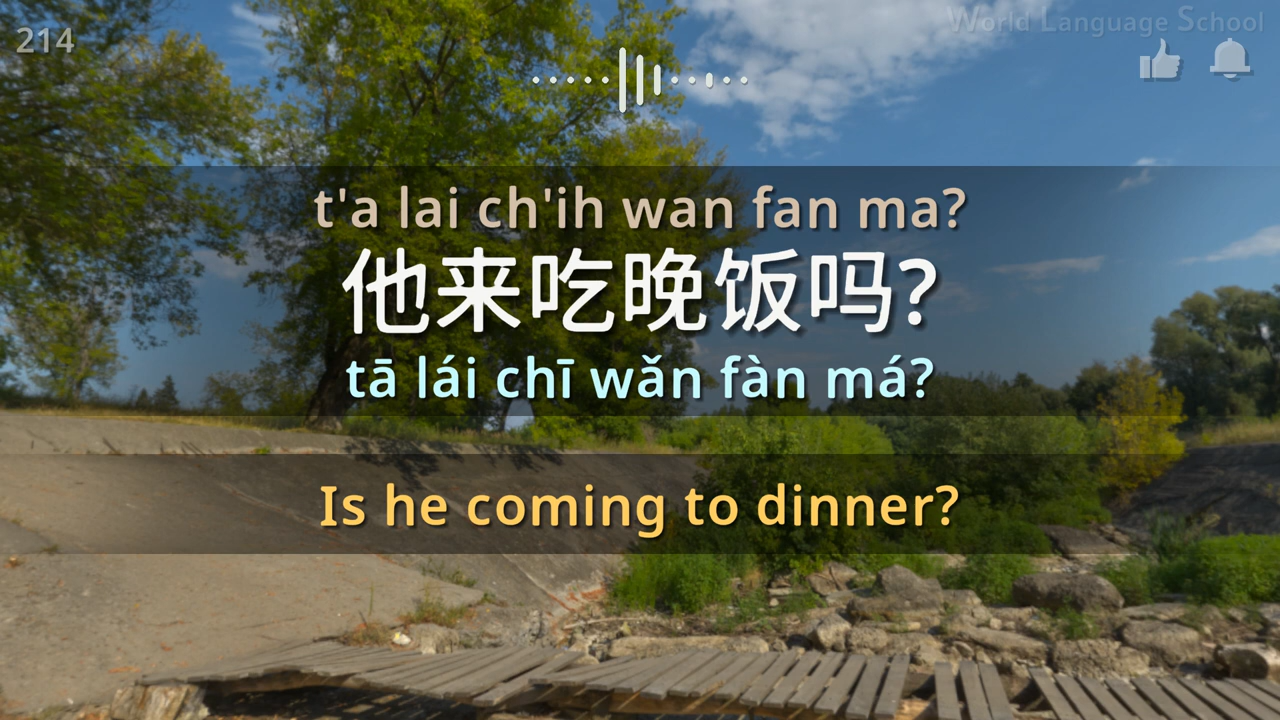 214
World Language School
t'a lai ch'ih wan fan ma?
他来吃晚饭吗?
tā lái chī wǎn fàn má?
Is he coming to dinner?